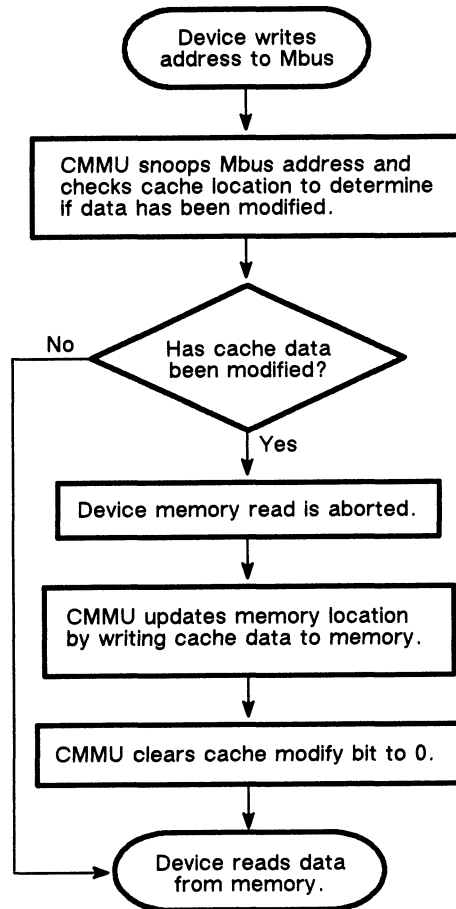 Device writes
address to Mbus
CMMU snoops Mbus address and
checks cache location to determine
if data has been modified.
No
Has cache data
been modified?
Yes
Device memory read is aborted.
CMMU updates memory location
by writing cache data to memory.
CMMU clears cache modify bit to 0.
Device reads data
from memory.